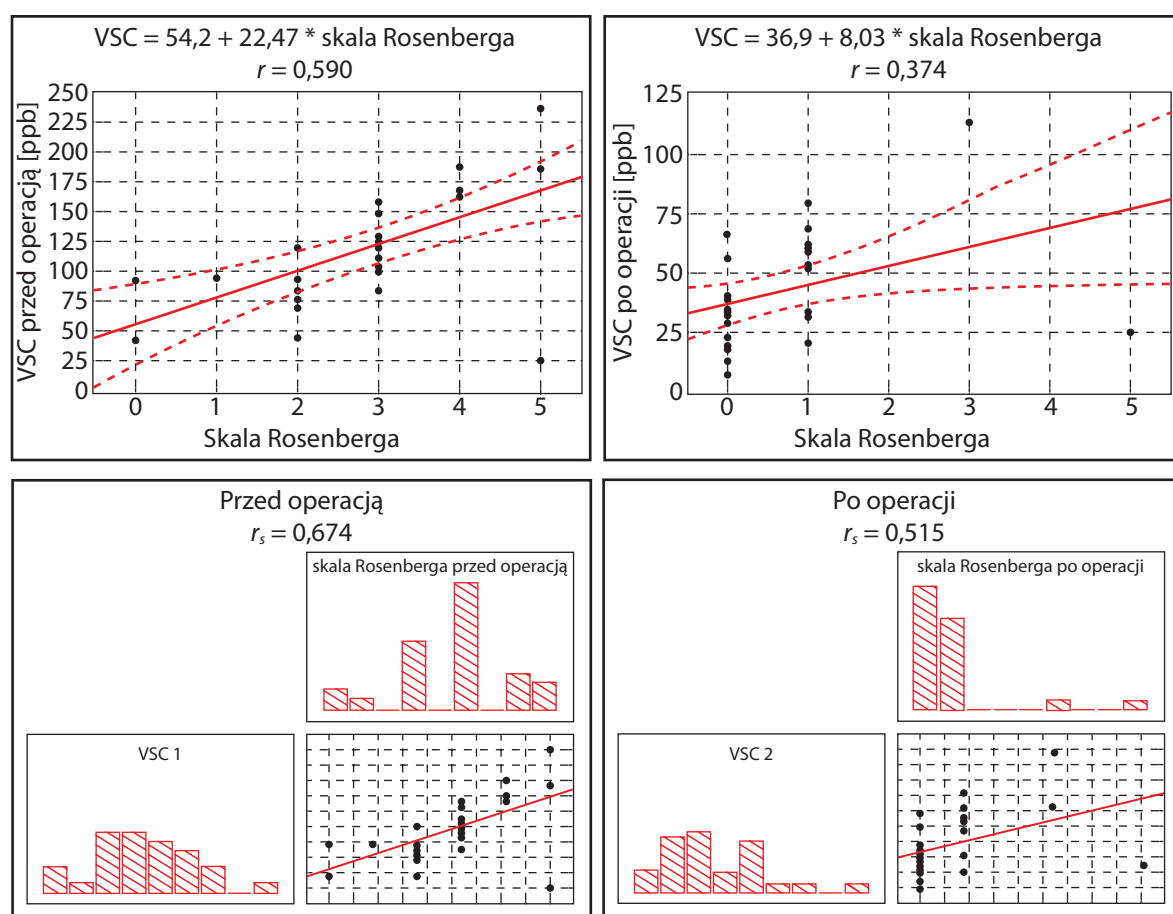 VSC = 54,2 + 22,47 * skala Rosenberga
r = 0,590
VSC przed operacją [ppb]
250
225
200
175
150
125
100
75
50
25
0
0 1 2 3 4 5
Skala Rosenberga
VSC = 36,9 + 8,03 * skala Rosenberga
r = 0,374
VSC po operacji [ppb]
125
100
75
50
25
0
0 1 2 3 4 5
Skala Rosenberga
Przed operacją
rs = 0,674
skala Rosenberga przed operacją
VSC 1
Po operacji
rs = 0,515
skala Rosenberga po operacji
VSC 2